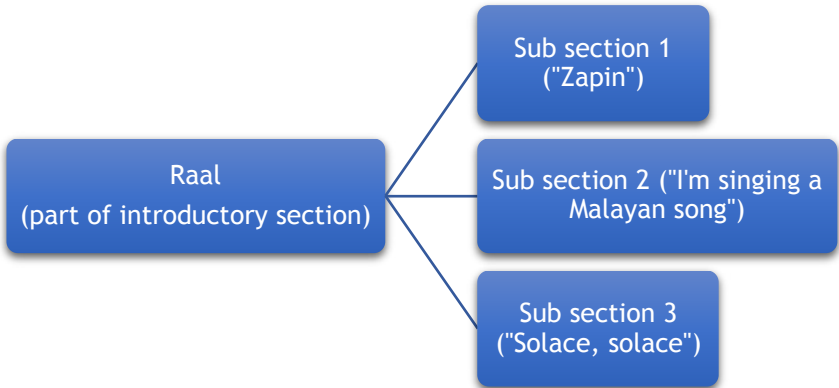 Sub section 1
("Zapin")
Raal
(part of introductory section)
Sub section 2 ("I'm singing a
Malayan song")
Sub section 3
("Solace, solace")